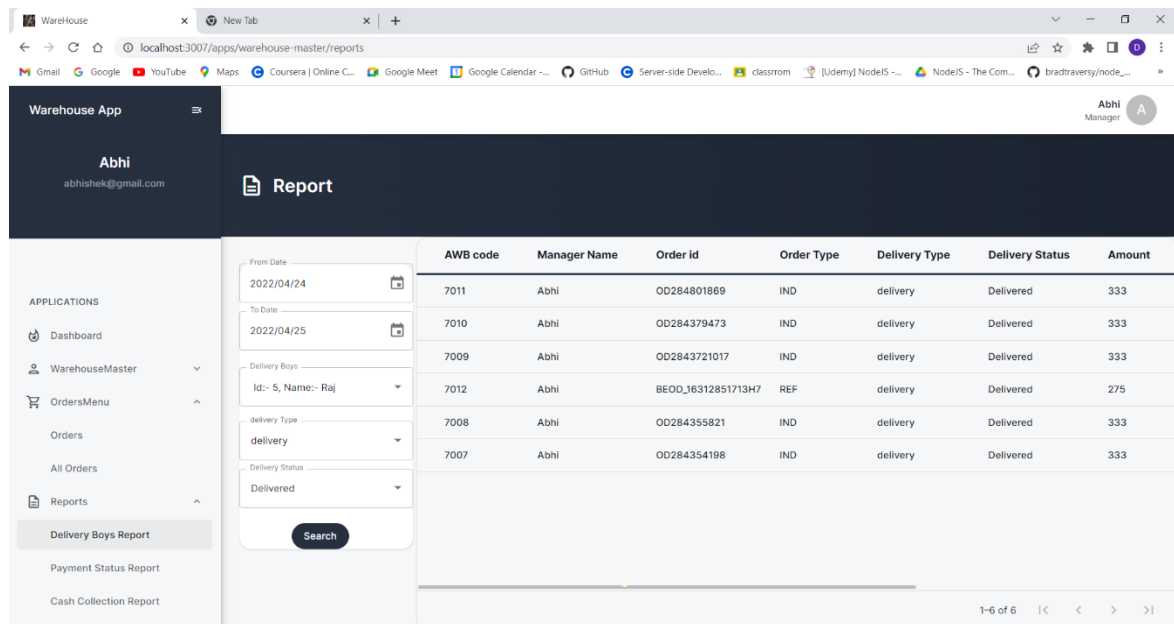 WareHouse
New Tab
localhost:3007/apps/warehouse-master/reports
Gmail Google YouTube Maps Coursera | Online C... Google Meet Google Calendar -... GitHub Server-side Develo... classrrom [Udemy] NodeJS -... NodeJS - The Com... bradtraversy/node_...
Warehouse App
Abhi
Manager
A
Abhi
abhishek@gmail.com
Report
APPLICATIONS
Dashboard
WarehouseMaster
OrdersMenu
Orders
All Orders
Reports
Delivery Boys Report
Payment Status Report
Cash Collection Report
From Date
2022/04/24
To Date
2022/04/25
Delivery Boys
Id:- 5, Name:- Raj
delivery Type
delivery
Delivery Status
Delivered
Search
AWB code Manager Name Order id Order Type Delivery Type Delivery Status Amount
7011 Abhi OD284801869 IND delivery Delivered 333
7010 Abhi OD284379473 IND delivery Delivered 333
7009 Abhi OD2843721017 IND delivery Delivered 333
7012 Abhi BEOD_16312851713H7 REF delivery Delivered 275
7008 Abhi OD284355821 IND delivery Delivered 333
7007 Abhi OD284354198 IND delivery Delivered 333
1-6 of 6
D